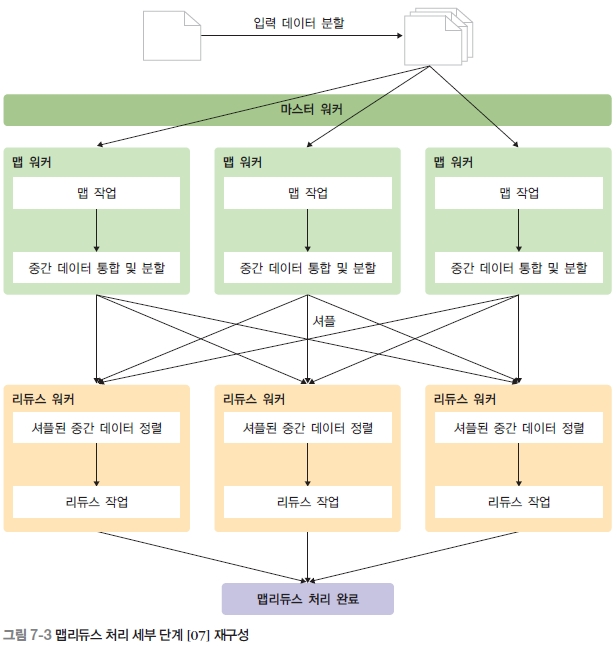 입력 데이터 분할
마스터 워커
맵 워커
맵 작업
중간 데이터 통합 및 분할
맵 워커
맵 작업
중간 데이터 통합 및 분할
맵 워커
맵 작업
중간 데이터 통합 및 분할
셔플
리듀스 워커
셔플된 중간 데이터 정렬
리듀스 작업
리듀스 워커
셔플된 중간 데이터 정렬
리듀스 작업
리듀스 워커
셔플된 중간 데이터 정렬
리듀스 작업
맵리듀스 처리 완료
그림 7-3 맵리듀스 처리 세부 단계 [07] 재구성